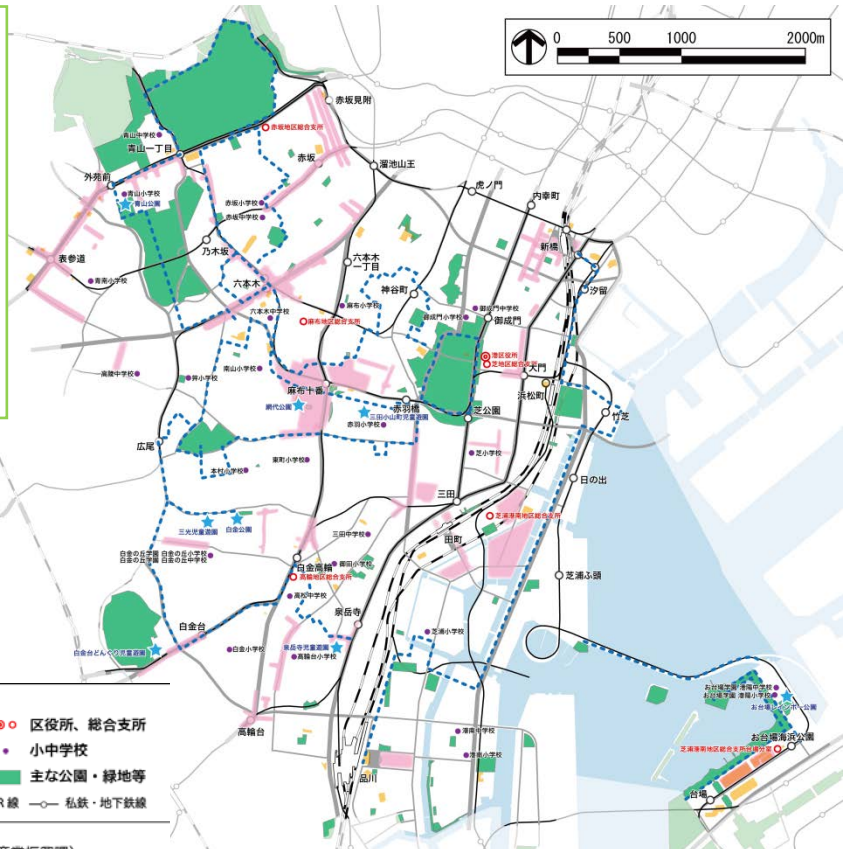 0 500 1000 2000m
赤坂見附
青山中学校
赤坂地区総合支所
青山一丁目
赤坂
溜池山王
外苑前
青山小学校
青山公園
虎ノ門
内幸町
赤坂小学校
赤坂中学校
新橋
乃木坂
表参道
六本木一丁目
汐留
青南小学校
六本木
神谷町
麻布小学校
御成門中学校
六本木中学校
麻布地区総合支所
御成門小学校
御成門
港区役所
芝地区総合支所
南山小学校
大門
高陵中学校
笄小学校
麻布十番
浜松町
網代公園
赤羽橋
竹芝
三田小山町児童遊園
赤羽小学校
芝公園
広尾
東町小学校
芝小学校
本村小学校
日の出
三田
三光児童遊園
白金公園
芝浦港南地区総合支所
三田中学校
田町
白金の丘学園 白金の丘小学校
白金の丘学園 白金の丘中学校
白金高輪
御田小学校
高輪地区総合支所
芝浦ふ頭
高松中学校
泉岳寺
白金台
芝浦小学校
白金台どんぐり児童遊園
白金小学校
泉岳寺児童遊園
高輪台小学校
お台場学園 港陽中学校
お台場学園 港陽小学校
お台場レインボー公園
高輪台
港南中学校
お台場海浜公園
港南小学校
芝浦港南地区総合支所台場分室
品川
台場
区役所、総合支所
小中学校
主な公園・緑地等
R線 私鉄・地下鉄線